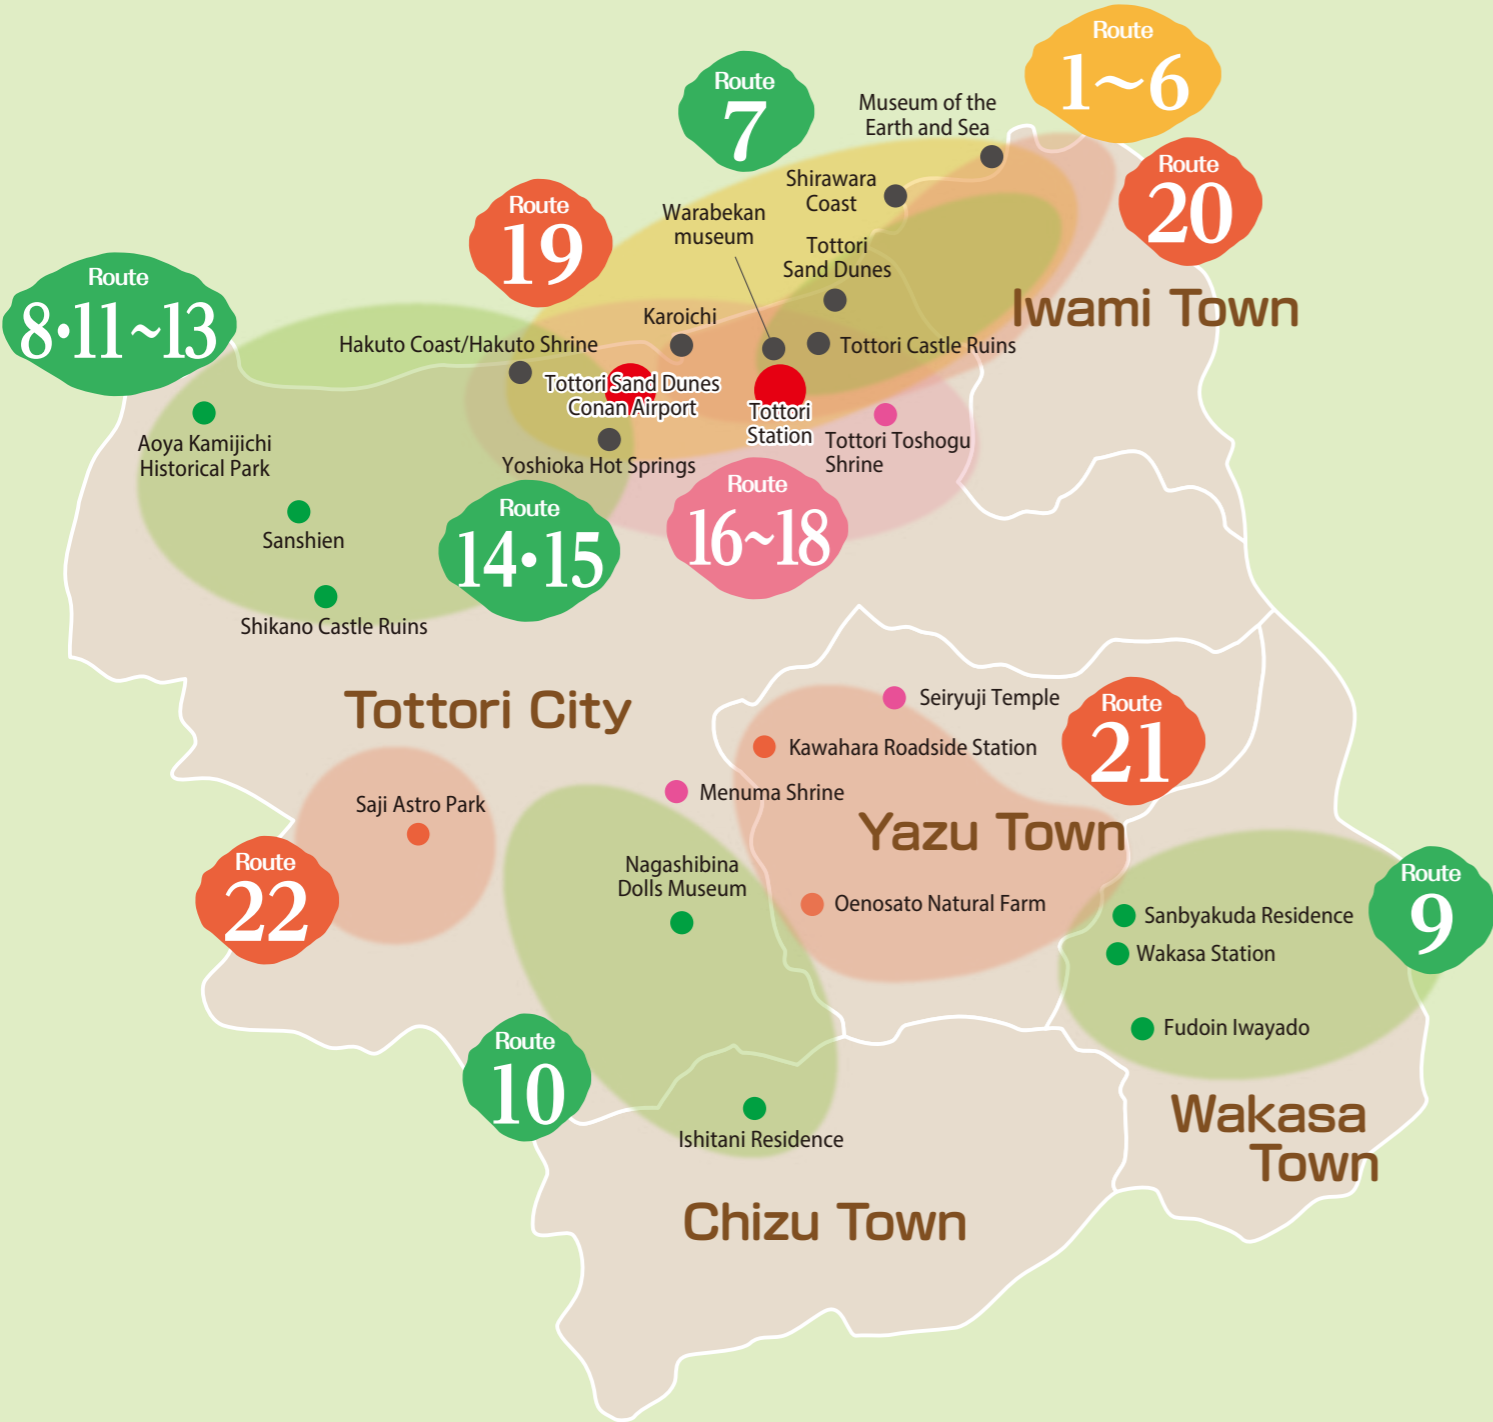 Route
1~6
Route
7
Museum of the
Earth and Sea
Route
20
Shirawara
Coast
Route
19
Warabekan
museum
Tottori
Sand Dunes
Route
8•11~13
Iwami Town
Karoichi
Hakuto Coast/Hakuto Shrine
Tottori Castle Ruins
Tottori Sand Dunes
Conan Airport
Tottori
Station
Aoya Kamijichi
Historical Park
Tottori Toshogu
Shrine
Yoshioka Hot Springs
Route
16~18
Route
14•15
Sanshien
Shikano Castle Ruins
Tottori City
Seiryuji Temple
Route
21
Kawahara Roadside Station
Menuma Shrine
Saji Astro Park
Yazu Town
Route
22
Nagashibina
Dolls Museum
Route
9
Oenosato Natural Farm
Sanbyakuda Residence
Wakasa Station
Fudoin Iwayado
Route
10
Ishitani Residence
Wakasa
Town
Chizu Town